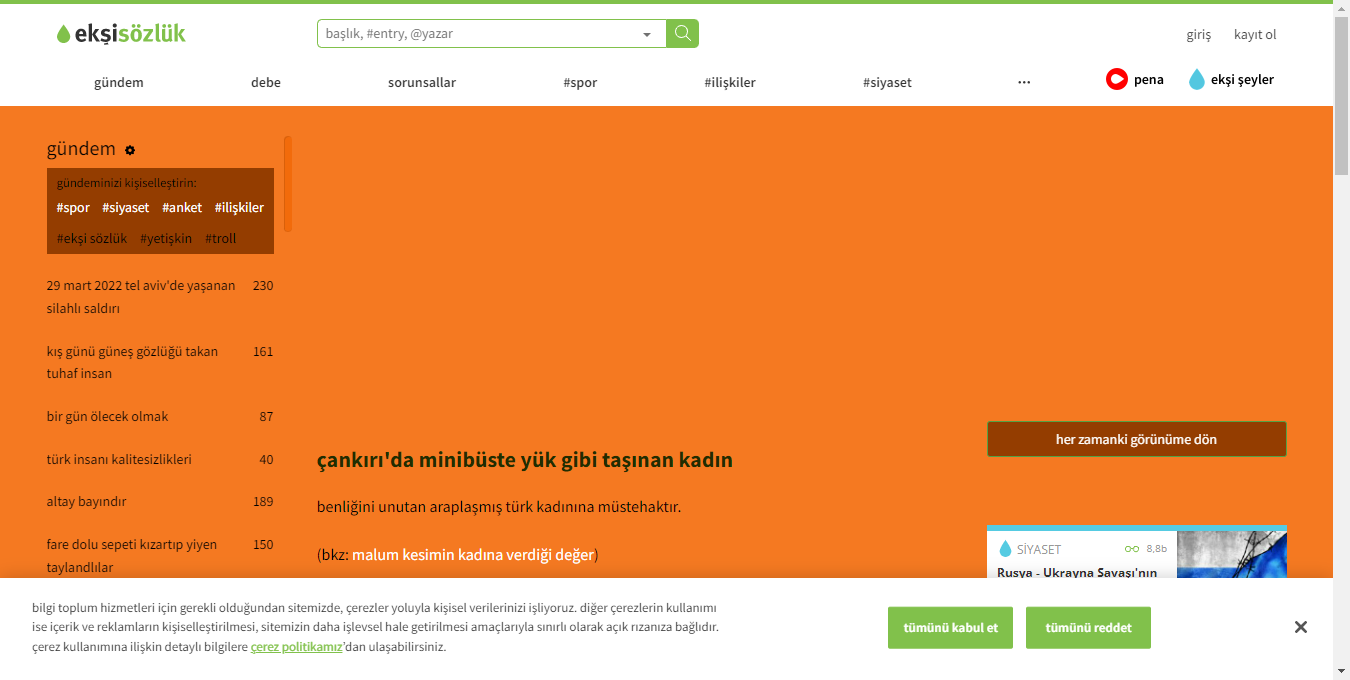 ekşisözlük
başlık, #entry, @yazar
giriş kayıt ol
gündem debe sorunsallar #spor #ilişkiler #siyaset ... pena ekşi şeyler
gündem
gündeminizi kişiselleştirin:
#spor #siyaset #anket #ilişkiler
#ekşi sözlük #yetişkin #troll
29 mart 2022 tel aviv'de yaşanan 230
silahlı saldırı
kış günü güneş gözlüğü takan 161
tuhaf insan
bir gün ölecek olmak 87
türk insanı kalitesizlikleri 40
altay bayındır 189
fare dolu sepeti kızartıp yiyen 150
taylandlılar
çankırı'da minibüste yük gibi taşınan kadın
benliğini unutan araplaşmış türk kadınına müstehaktır.
(bkz: malum kesimin kadına verdiği değer)
her zamanki görünüme dön
SİYASET 8,8b
Rusya - Ukrayna Savaşı'nın
bilgi toplum hizmetleri için gerekli olduğundan sitemizde, çerezler yoluyla kişisel verilerinizi işliyoruz. diğer çerezlerin kullanımı
ise içerik ve reklamların kişiselleştirilmesi, sitemizin daha işlevsel hale getirilmesi amaçlarıyla sınırlı olarak açık rızanıza bağlıdır.
çerez kullanımına ilişkin detaylı bilgilere çerez politikamız'dan ulaşabilirsiniz.
tümünü kabul et tümünü reddet